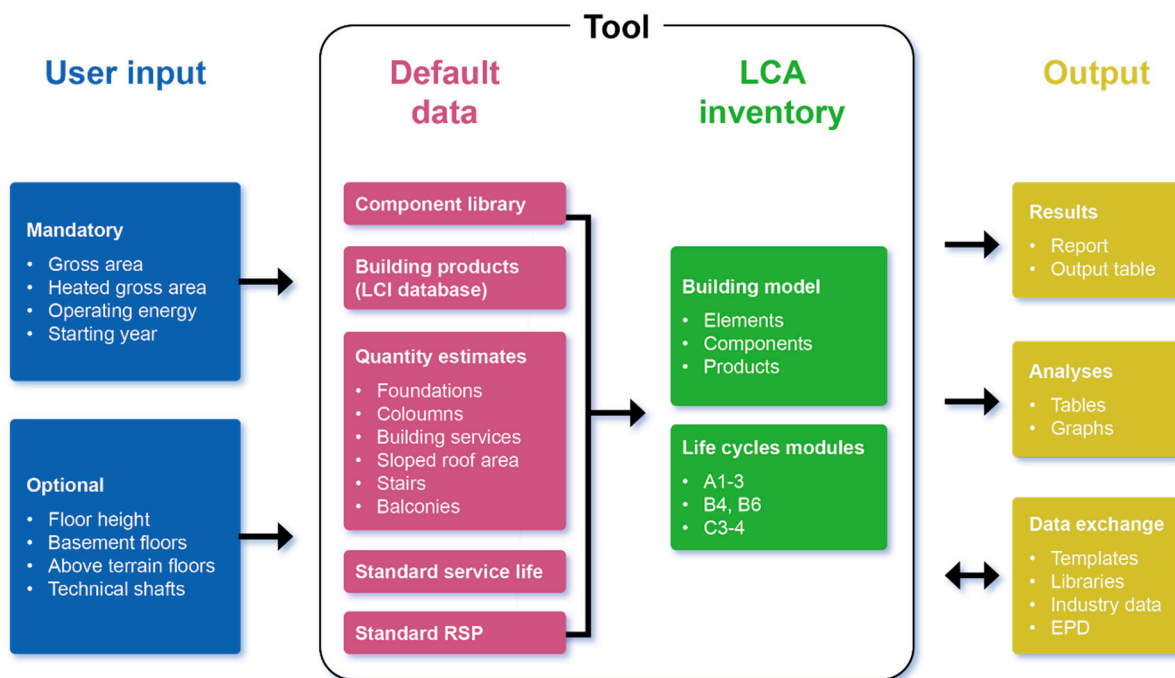 Tool
User input
Default
data
LCA
inventory
Output
Mandatory
• Gross area
• Heated gross area
• Operating energy
• Starting year
Optional
• Floor height
• Basement floors
• Above terrain floors
• Technical shafts
Component library
Building products
(LCI database)
Quantity estimates
• Foundations
• Coloumns
• Building services
• Sloped roof area
• Stairs
• Balconies
Standard service life
Standard RSP
Building model
• Elements
• Components
• Products
Life cycles modules
• A1-3
• B4, B6
• C3-4
Results
• Report
• Output table
Analyses
• Tables
• Graphs
Data exchange
• Templates
• Libraries
• Industry data
• EPD